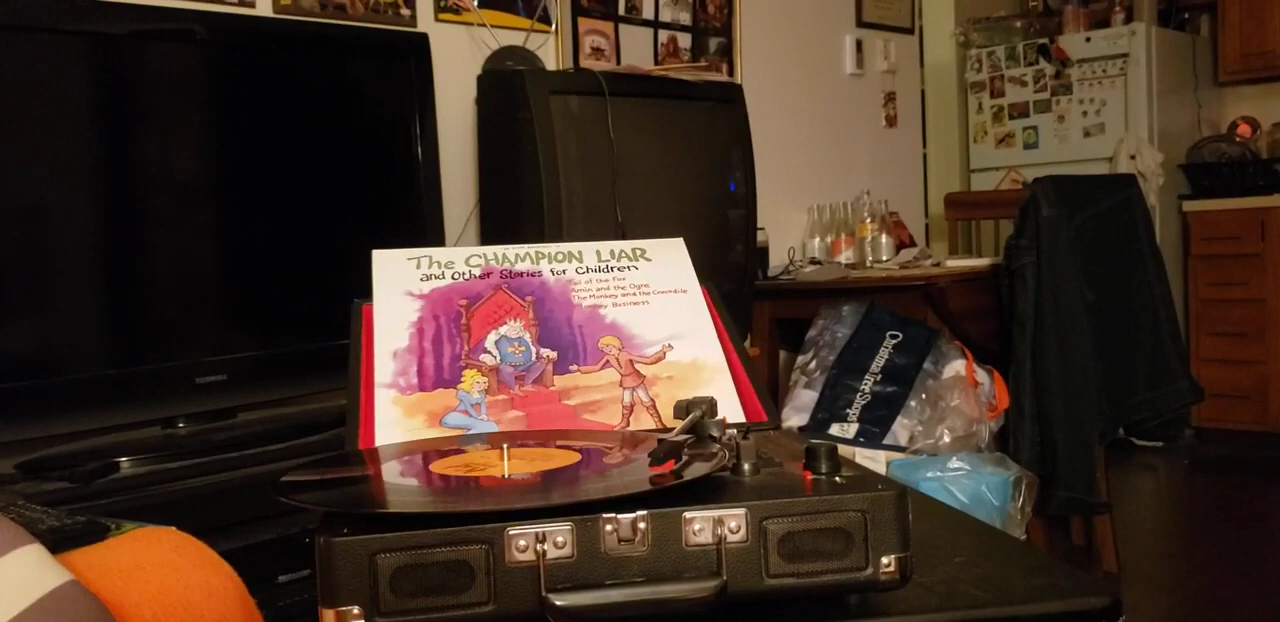 The CHAMPION LIAR
and Other Stories for Children
Tail of the Fox
Amin and the Ogre
The Monkey and the Crocodile
Business
TOSHIBA
Christmas Tree Shops